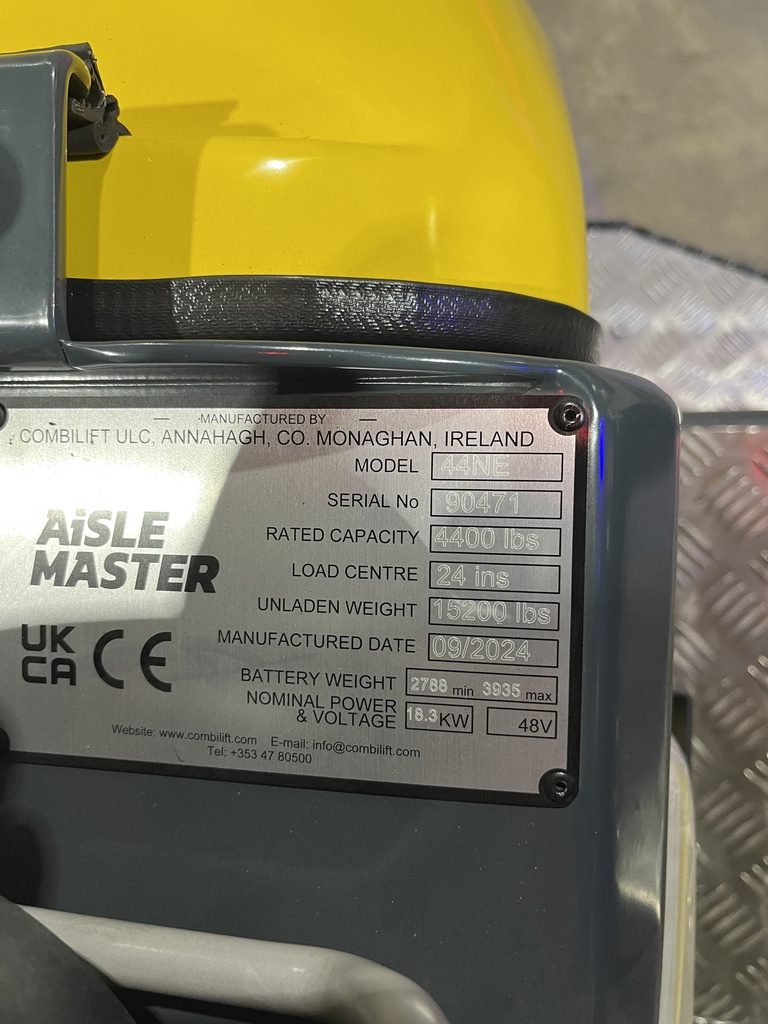 MANUFACTURED BY
COMBILIFT ULC, ANNAHAGH, CO. MONAGHAN, IRELAND
MODEL 44NE
SERIAL No 90471
RATED CAPACITY 4400 lbs
LOAD CENTRE 24 ins
UNLADEN WEIGHT 15200 lbs
MANUFACTURED DATE 09/2024
BATTERY WEIGHT 2788 min 3935 max
NOMINAL POWER
& VOLTAGE 18.3 KW 48V
AiSLE
MASTER
UK
CA CE
Website: www.combilift.com E-mail: info@combilift.com
Tel: +353 47 80500